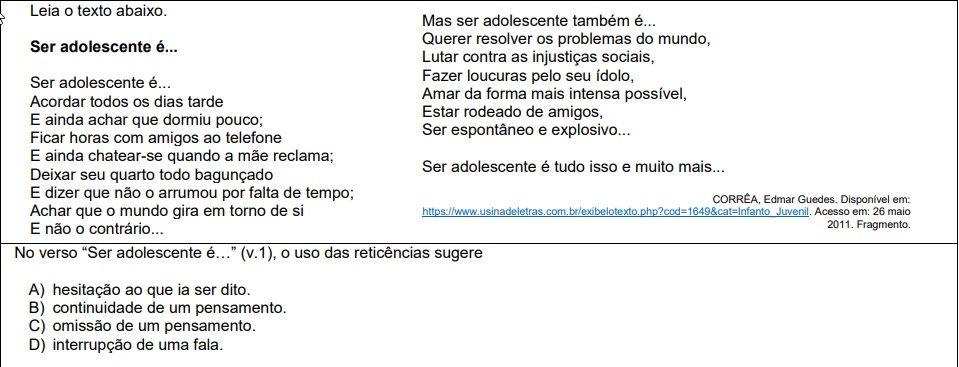 Leia o texto abaixo.
Ser adolescente é...
Ser adolescente é...
Acordar todos os dias tarde
E ainda achar que dormiu pouco;
Ficar horas com amigos ao telefone
E ainda chatear-se quando a mãe reclama;
Deixar seu quarto todo bagunçado
E dizer que não o arrumou por falta de tempo;
Achar que o mundo gira em torno de si
E não o contrário...
Mas ser adolescente também é...
Querer resolver os problemas do mundo,
Lutar contra as injustiças sociais,
Fazer loucuras pelo seu ídolo,
Amar da forma mais intensa possível,
Estar rodeado de amigos,
Ser espontâneo e explosivo...
Ser adolescente é tudo isso e muito mais...
CORRÊA, Edmar Guedes. Disponível em:
https://www.usinadeletras.com.br/exibelotexto.php?cod=1649&cat=Infanto_Juvenil. Acesso em: 26 maio
2011. Fragmento.
No verso “Ser adolescente é...” (v.1), o uso das reticências sugere
A) hesitação ao que ia ser dito.
B) continuidade de um pensamento.
C) omissão de um pensamento.
D) interrupção de uma fala.